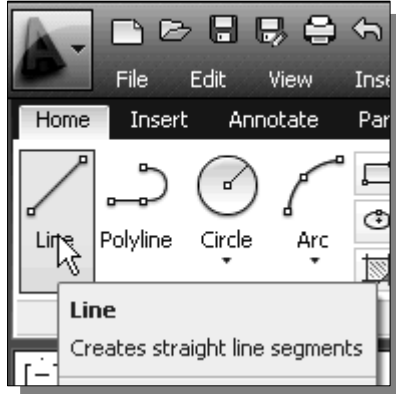 File Edit View
Home Insert Annotate
Line Polyline Circle Arc
Line
Creates straight line segments